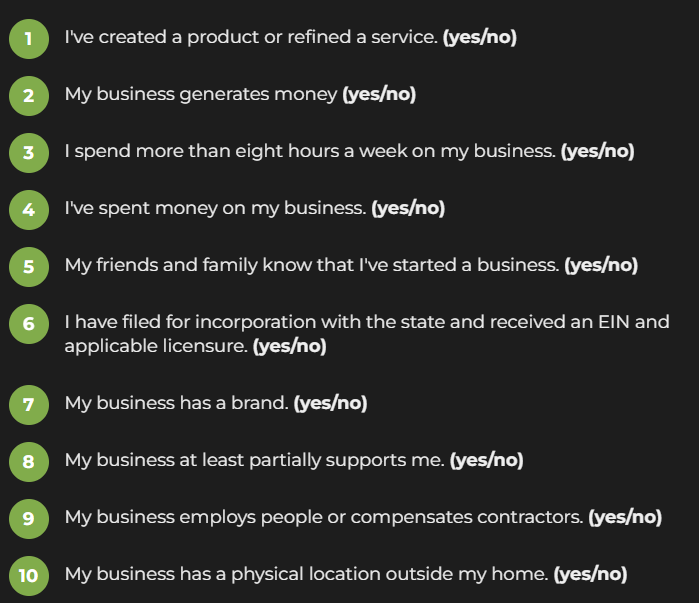 1 I've created a product or refined a service. (yes/no)
2 My business generates money (yes/no)
3 I spend more than eight hours a week on my business. (yes/no)
4 I've spent money on my business. (yes/no)
5 My friends and family know that I've started a business. (yes/no)
6 I have filed for incorporation with the state and received an EIN and
applicable licensure. (yes/no)
7 My business has a brand. (yes/no)
8 My business at least partially supports me. (yes/no)
9 My business employs people or compensates contractors. (yes/no)
10 My business has a physical location outside my home. (yes/no)